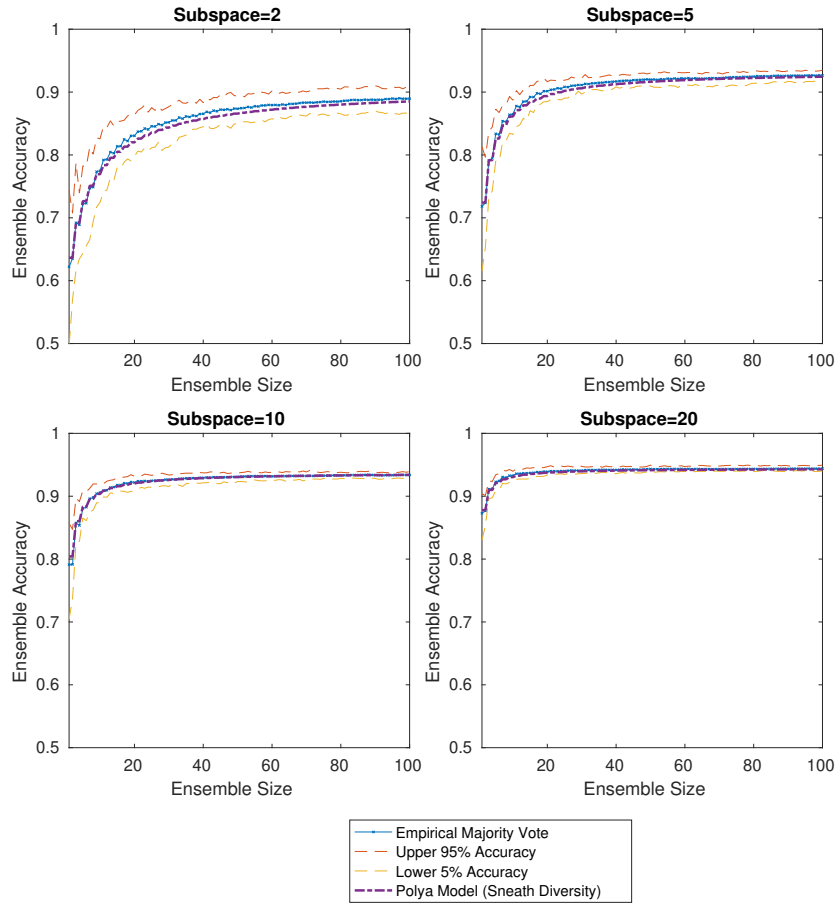 Subspace=2
1
0.9
0.8
0.7
0.6
0.5
Ensemble Accuracy
20 40 60 80 100
Ensemble Size
Subspace=5
1
0.9
0.8
0.7
0.6
0.5
Ensemble Accuracy
20 40 60 80 100
Ensemble Size
Subspace=10
1
0.9
0.8
0.7
0.6
0.5
Ensemble Accuracy
20 40 60 80 100
Ensemble Size
Subspace=20
1
0.9
0.8
0.7
0.6
0.5
Ensemble Accuracy
20 40 60 80 100
Ensemble Size
Empirical Majority Vote
Upper 95% Accuracy
Lower 5% Accuracy
Polya Model (Sneath Diversity)